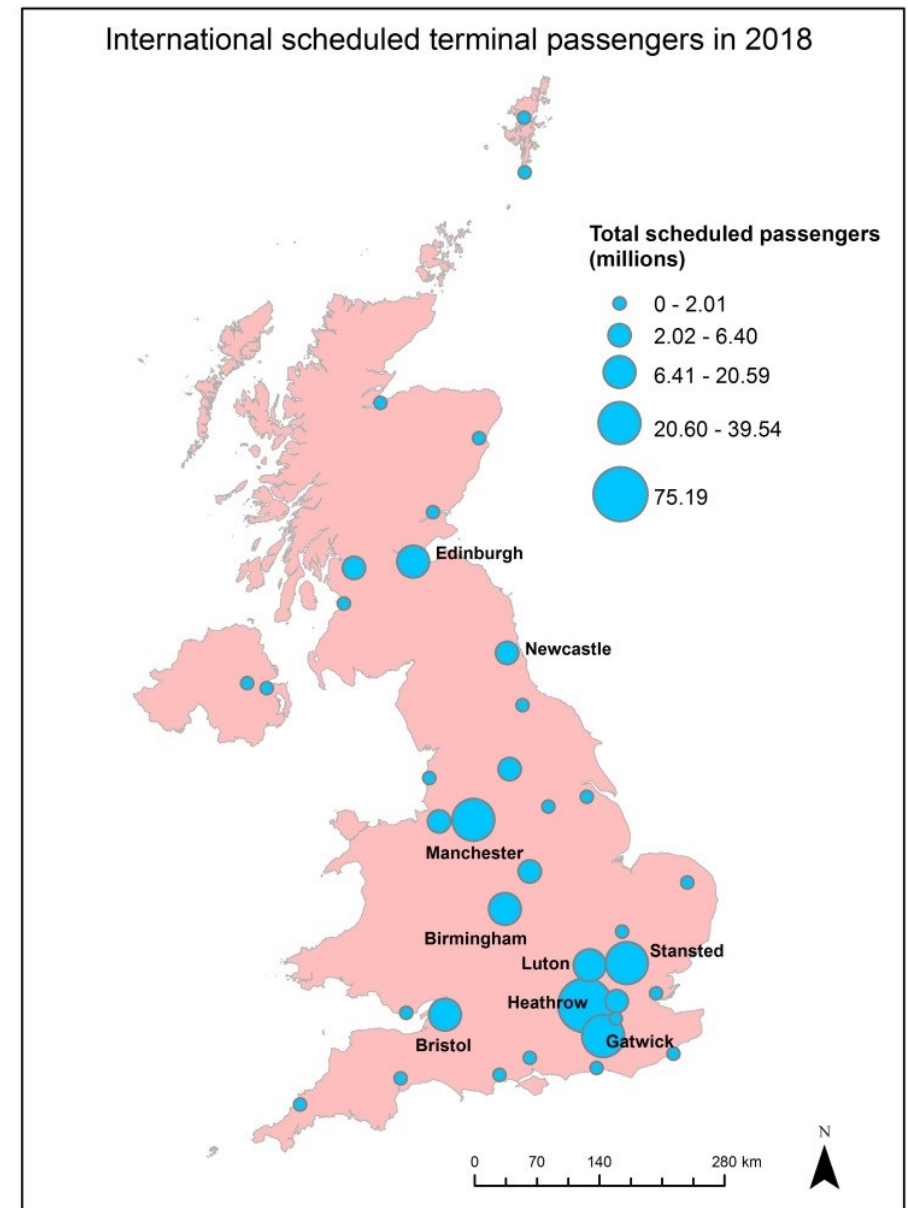 International scheduled terminal passengers in 2018
Total scheduled passengers
(millions)
0 - 2.01
2.02 - 6.40
6.41 - 20.59
20.60 - 39.54
75.19
Edinburgh
Newcastle
Manchester
Birmingham
Luton
Stansted
Heathrow
Gatwick
Bristol
N
0 70 140 280 km